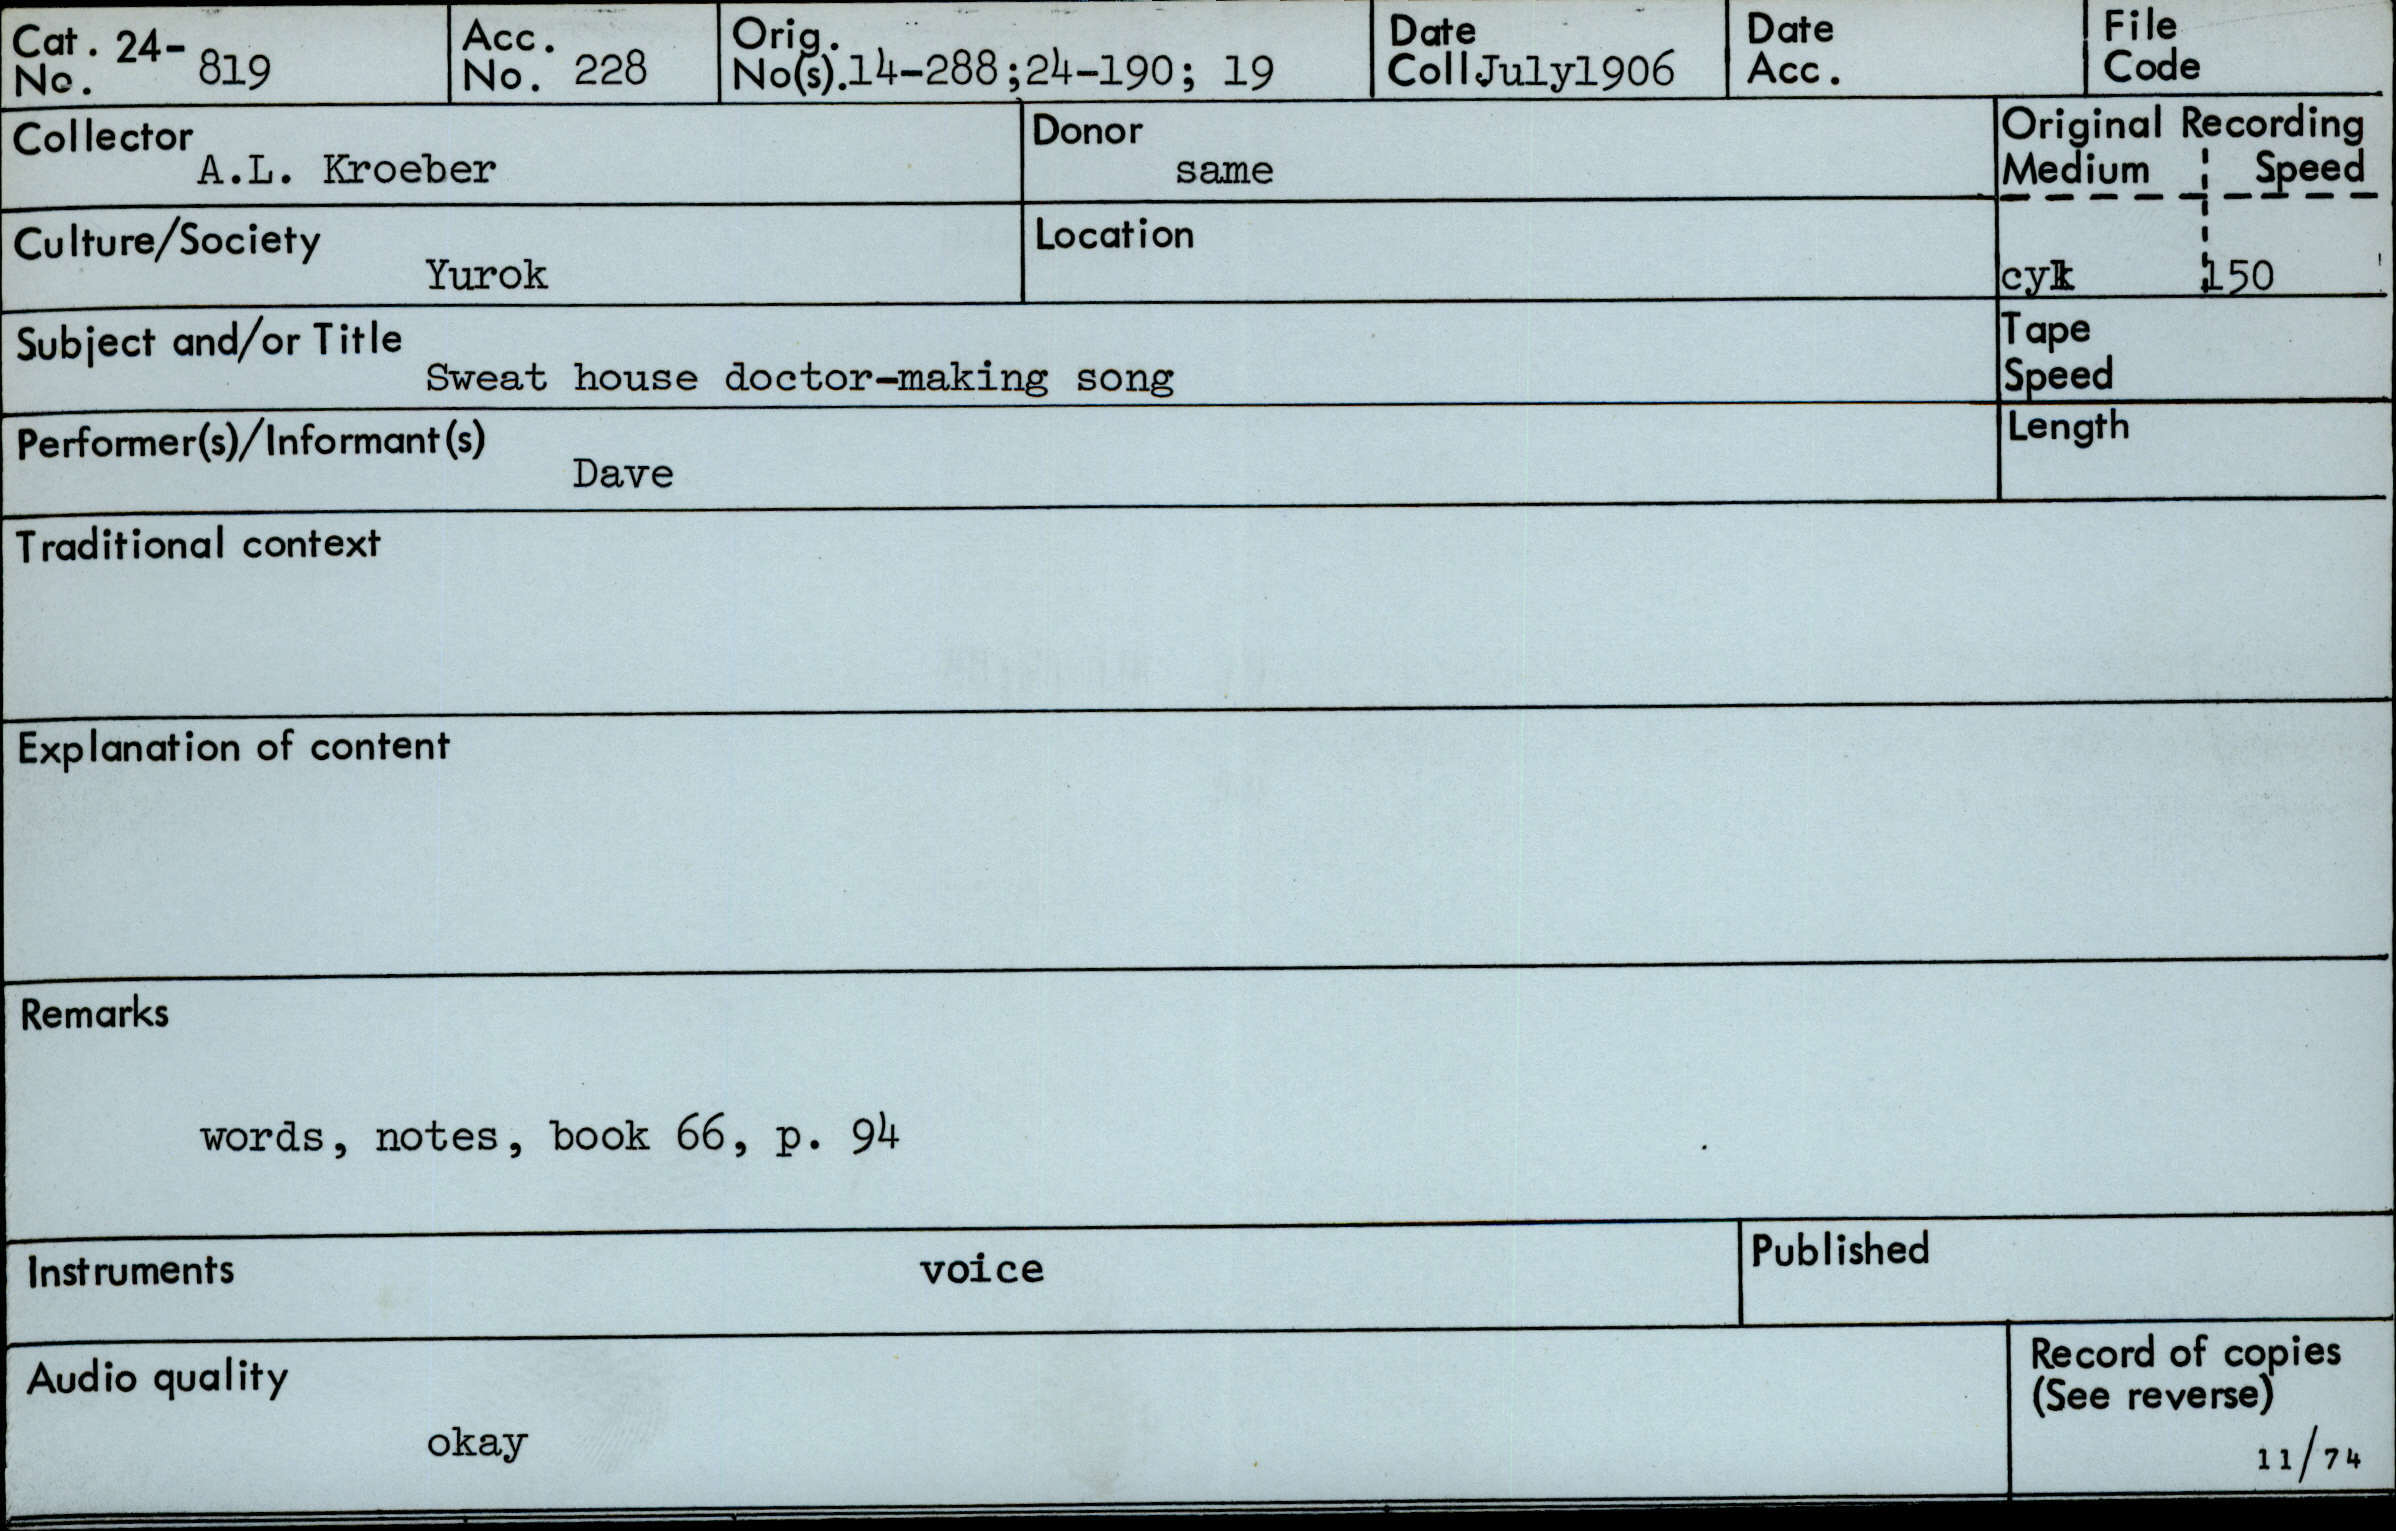 Cat. No. 24-819
Acc. No. 228
Orig. No(s). 14-288;24-190; 19
Date Coll. July1906
Date Acc.
File Code
Collector
A.L. Kroeber
Donor
same
Original Recording
Medium Speed
cyl 150
Culture/Society
Yurok
Location
Subject and/or Title
Sweat house doctor-making song
Tape Speed
Performer(s)/Informant(s)
Dave
Length
Traditional context
Explanation of content
Remarks
words, notes, book 66, p. 94
Instruments voice
Published
Audio quality
okay
Record of copies
(See reverse)
11/74